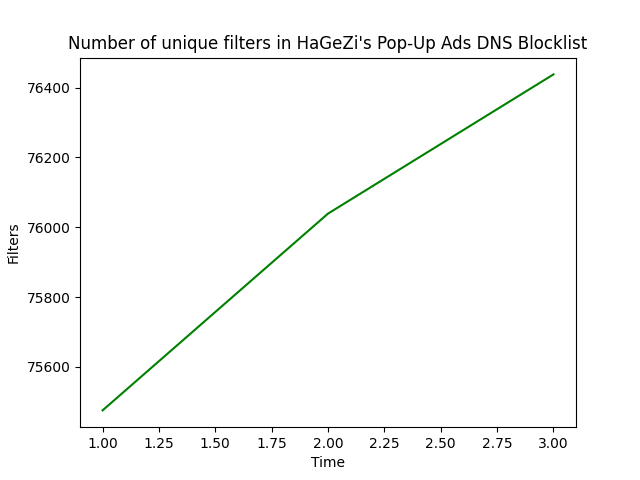 Number of unique filters in HaGeZi's Pop-Up Ads DNS Blocklist
76400
76200
76000
75800
75600
Filters
1.00 1.25 1.50 1.75 2.00 2.25 2.50 2.75 3.00
Time